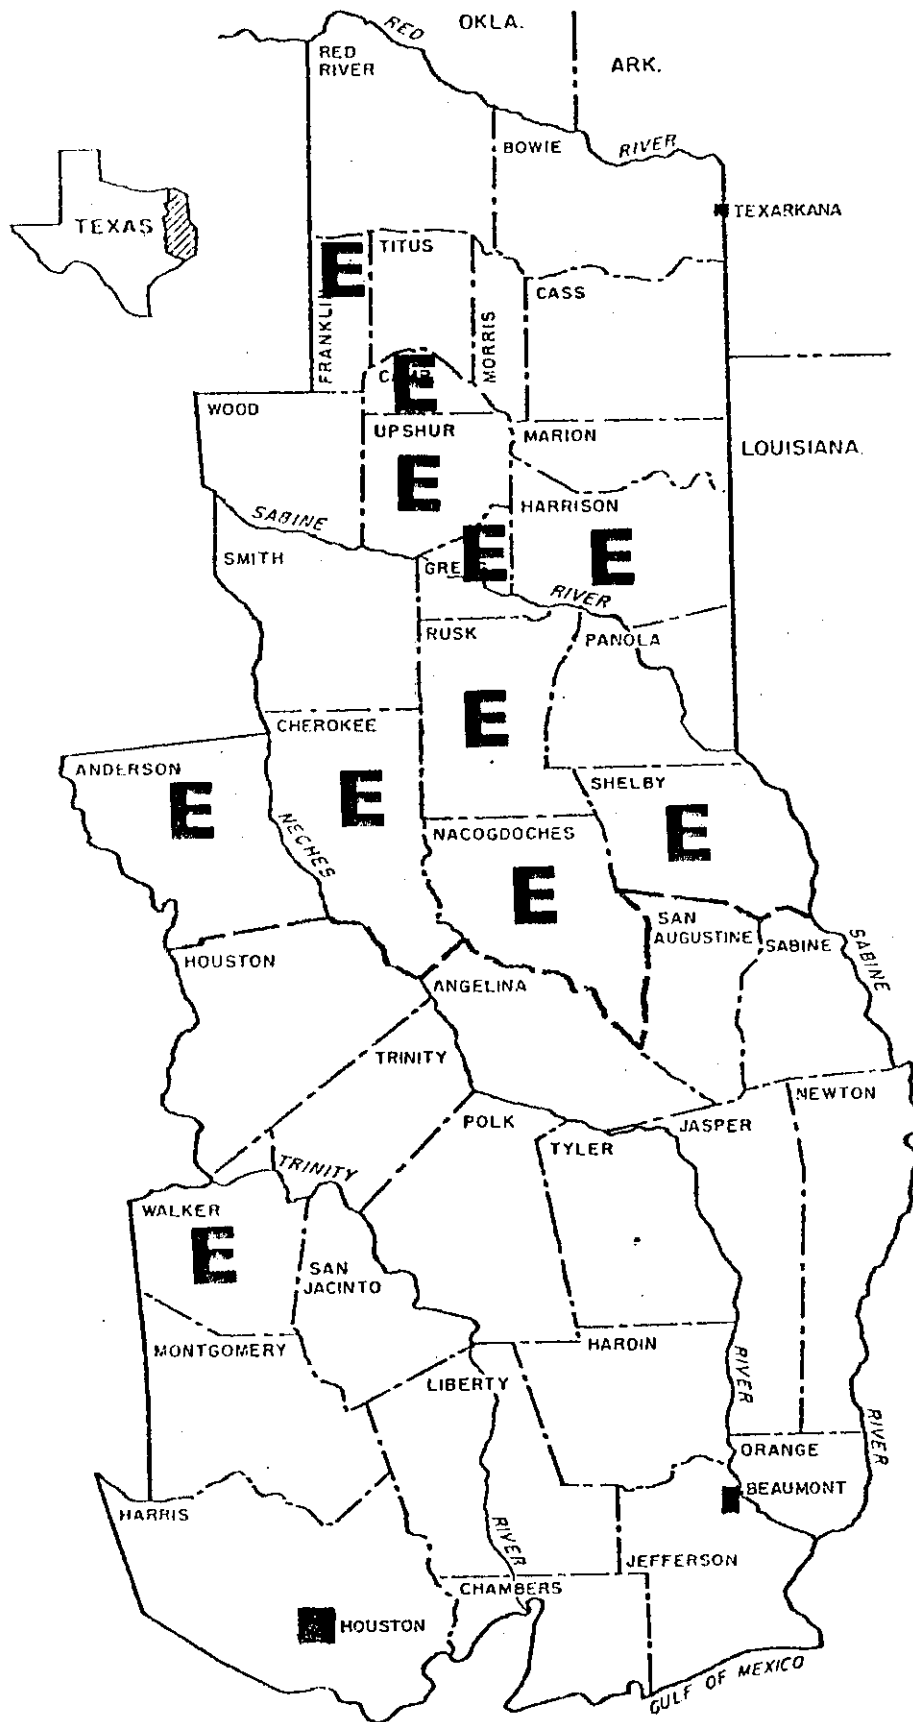 OKLA.
RED
RED
RIVER
ARK.
BOWIE
RIVER
TEXARKANA
TEXAS
TITUS
E
CASS
FRANKLIN
MORRIS
CAMP
E
WOOD
UPSHUR
MARION
LOUISIANA.
E
HARRISON
SABINE
E
E
SMITH
GREGG
RIVER
RUSK
PANOLA
E
CHEROKEE
ANDERSON
E
E
SHELBY
NECHES
NACOGDOCHES
E
E
SAN
AUGUSTINE
SABINE
SABINE
HOUSTON
ANGELINA
TRINITY
NEWTON
POLK
JASPER
TYLER
TRINITY
WALKER
E
SAN
JACINTO
MONTGOMERY
HARDIN
LIBERTY
RIVER
RIVER
ORANGE
BEAUMONT
HARRIS
RIVER
JEFFERSON
CHAMBERS
HOUSTON
GULF OF MEXICO